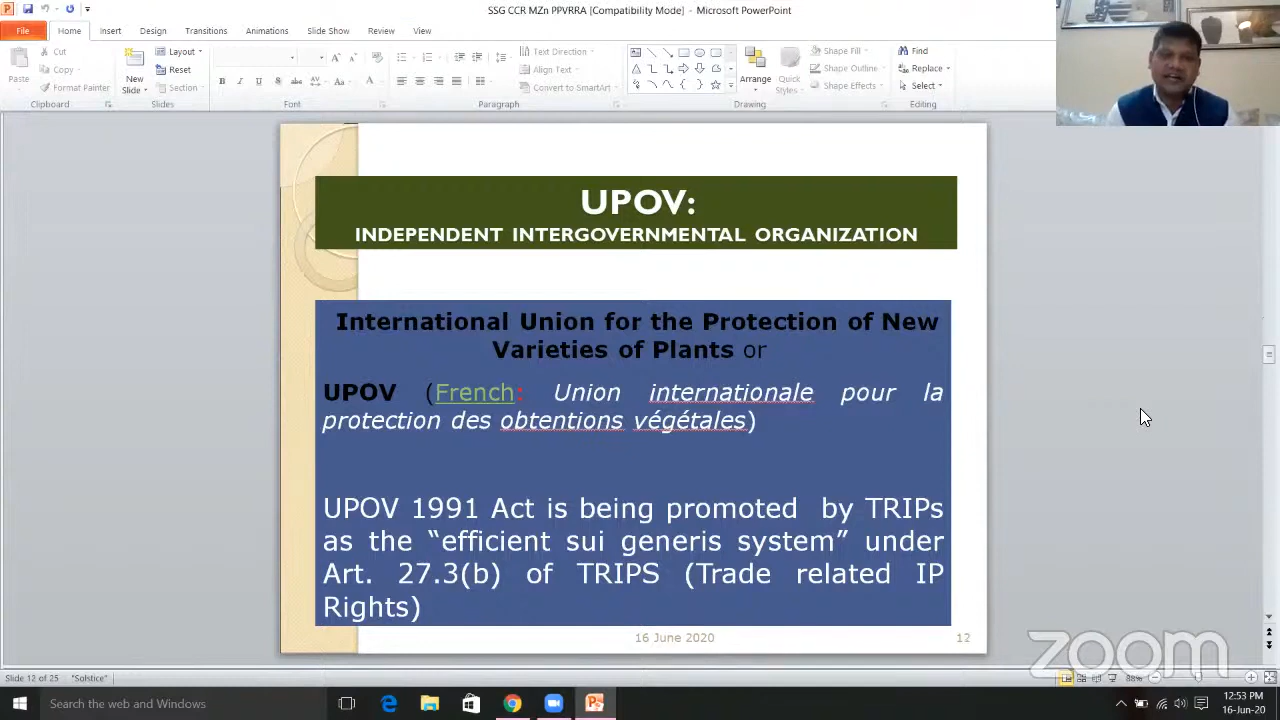 SSG CCR MZn PPVRRA [Compatibility Mode] - Microsoft PowerPoint
File Home Insert Design Transitions Animations Slide Show Review View
Cut Layout Text Direction Shape Fill Find
Copy Reset Align Text Shape Outline Replace
Paste Format Painter New Slide Section Convert to SmartArt Arrange Quick Styles Shape Effects Select
Clipboard Slides Font Paragraph Drawing Editing
UPOV:
INDEPENDENT INTERGOVERNMENTAL ORGANIZATION
International Union for the Protection of New
Varieties of Plants or
UPOV (French: Union internationale pour la
protection des obtentions végétales)
UPOV 1991 Act is being promoted by TRIPs
as the “efficient sui generis system” under
Art. 27.3(b) of TRIPS (Trade related IP
Rights)
16 June 2020 12
zoom
Slide 12 of 25 "Solstice" 88%
Search the web and Windows 12:53 PM
16-Jun-20